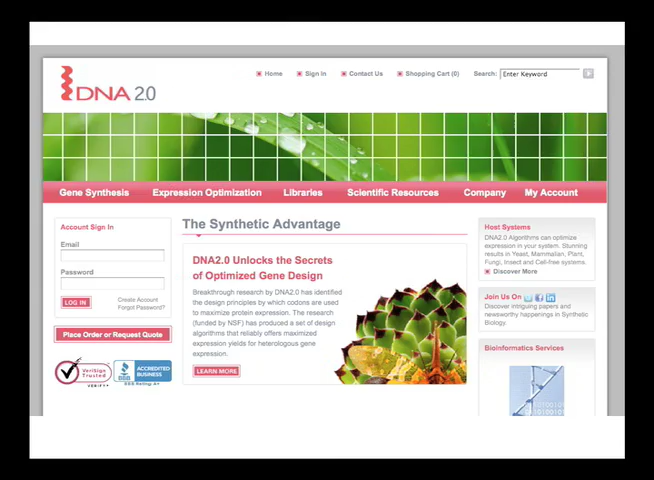 DNA 2.0
Home
Sign In
Contact Us
Shopping Cart (0)
Search:
Enter Keyword
Gene Synthesis
Expression Optimization
Libraries
Scientific Resources
Company
My Account
Account Sign In
Email
Password
LOG IN
Create Account
Forgot Password?
Place Order or Request Quote
VeriSign
Trusted
VERIFY
BBB
ACCREDITED
BUSINESS
BBB Rating: A+
The Synthetic Advantage
DNA2.0 Unlocks the Secrets
of Optimized Gene Design
Breakthrough research by DNA2.0 has identified
the design principles by which codons are used
to maximize protein expression. The research
(funded by NSF) has produced a set of design
algorithms that reliably offers maximized
expression yields for heterologous gene
expression.
LEARN MORE
Host Systems
DNA2.0 Algorithms can optimize
expression in your system. Stunning
results in Yeast, Mammalian, Plant,
Fungi, Insect and Cell-free systems.
Discover More
Join Us On
Discover intriguing papers and
newsworthy happenings in Synthetic
Biology.
Bioinformatics Services